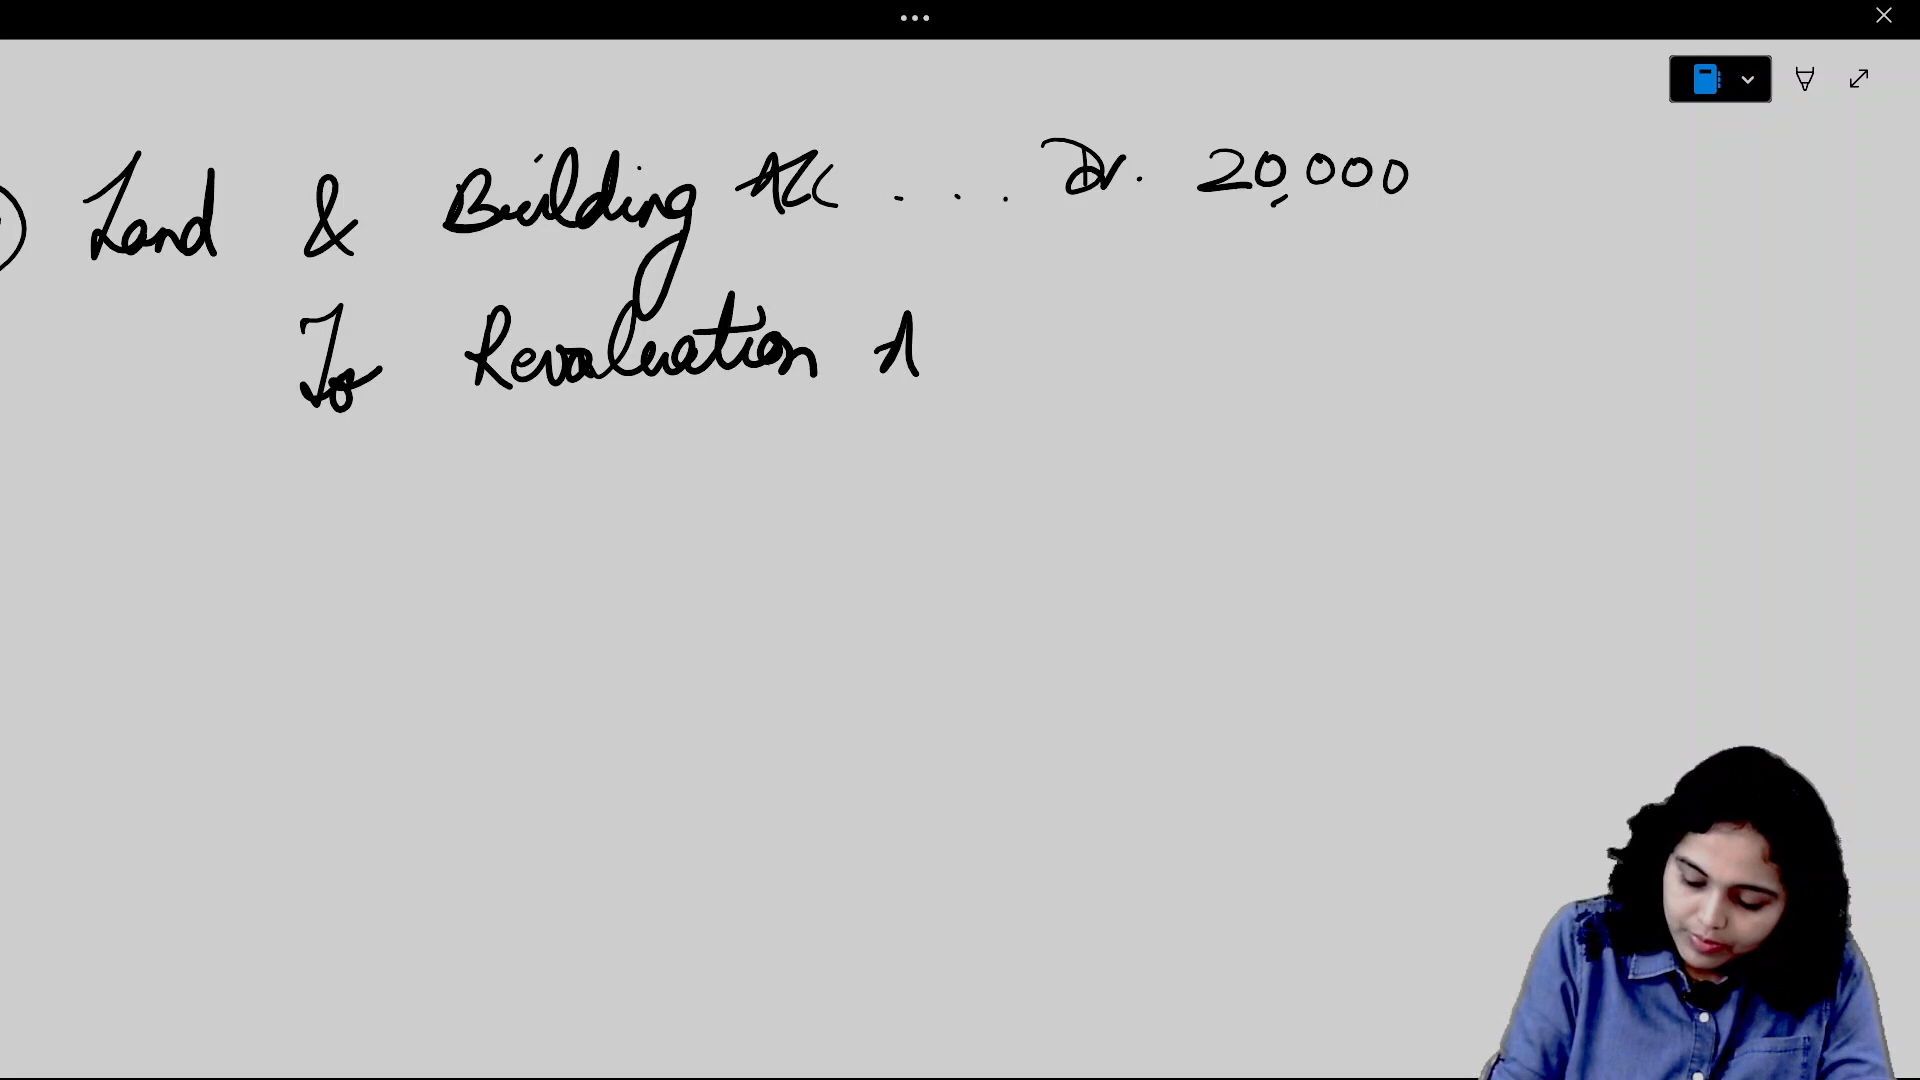 Land & Building A/C ... Dr. 20,000
To Revaluation A